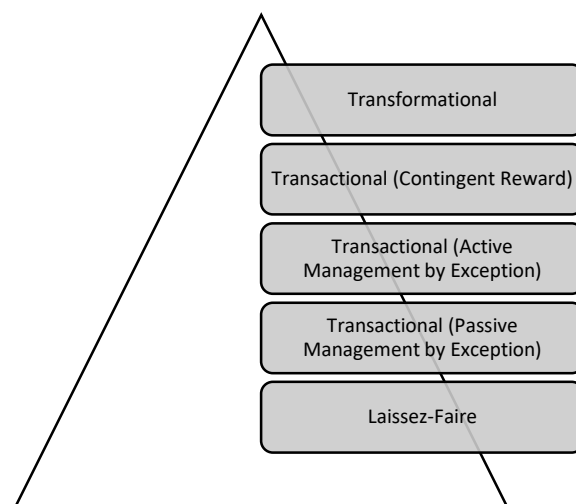 Transformational
Transactional (Contingent Reward)
Transactional (Active
Management by Exception)
Transactional (Passive
Management by Exception)
Laissez-Faire